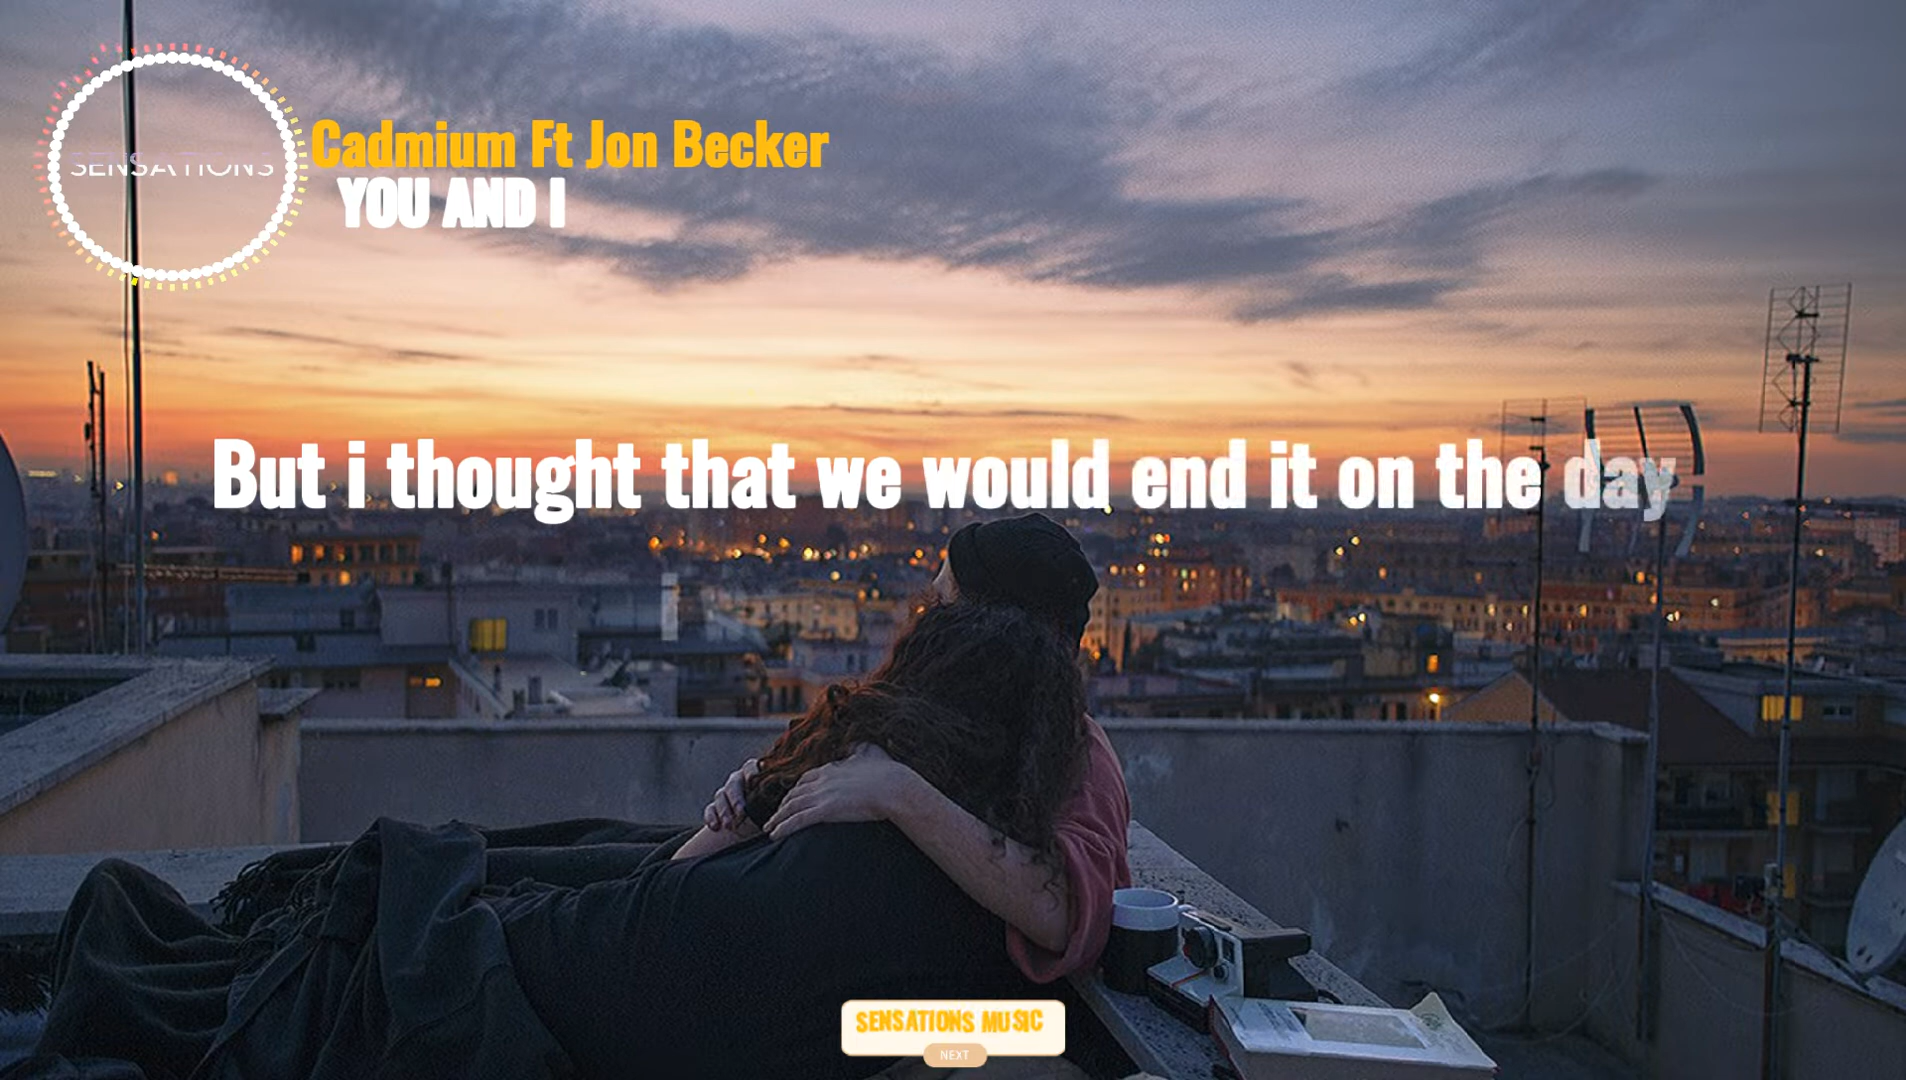 SENSATIONS
Cadmium Ft Jon Becker
YOU AND I
But i thought that we would end it on the day
I
SENSATIONS MUSIC
NEXT